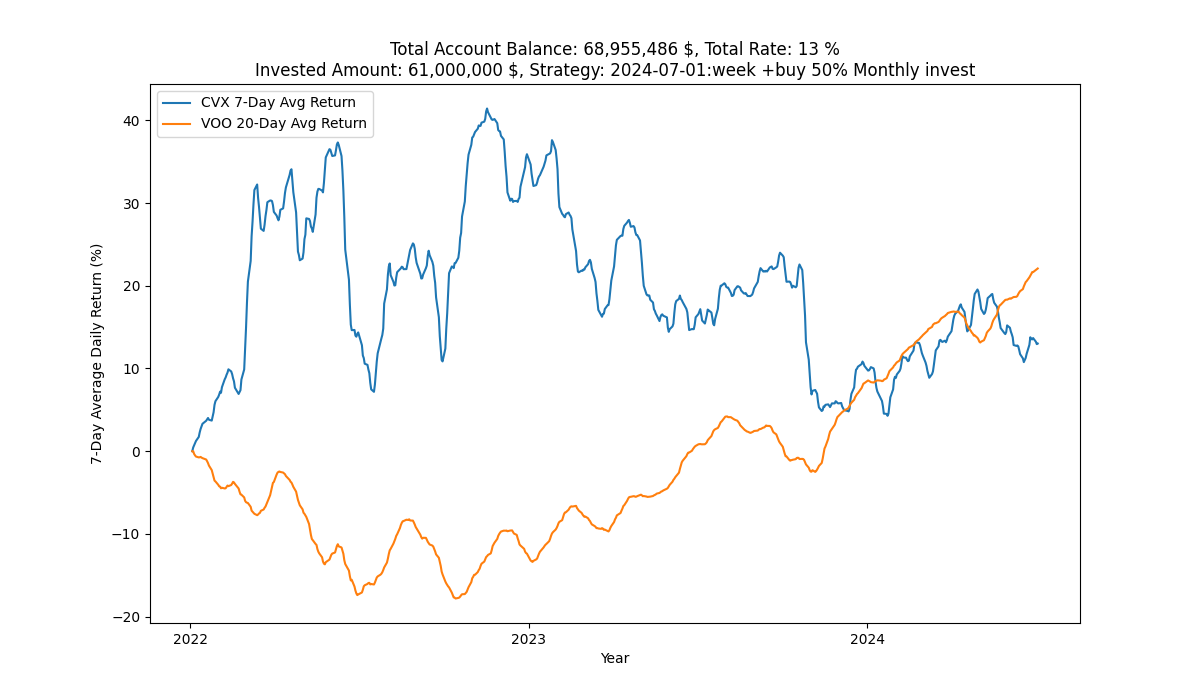 Total Account Balance: 68,955,486 $, Total Rate: 13 %
Invested Amount: 61,000,000 $, Strategy: 2024-07-01:week +buy 50% Monthly invest
CVX 7-Day Avg Return
VOO 20-Day Avg Return
7-Day Average Daily Return (%)
40
30
20
10
0
−10
−20
2022
2023
2024
Year